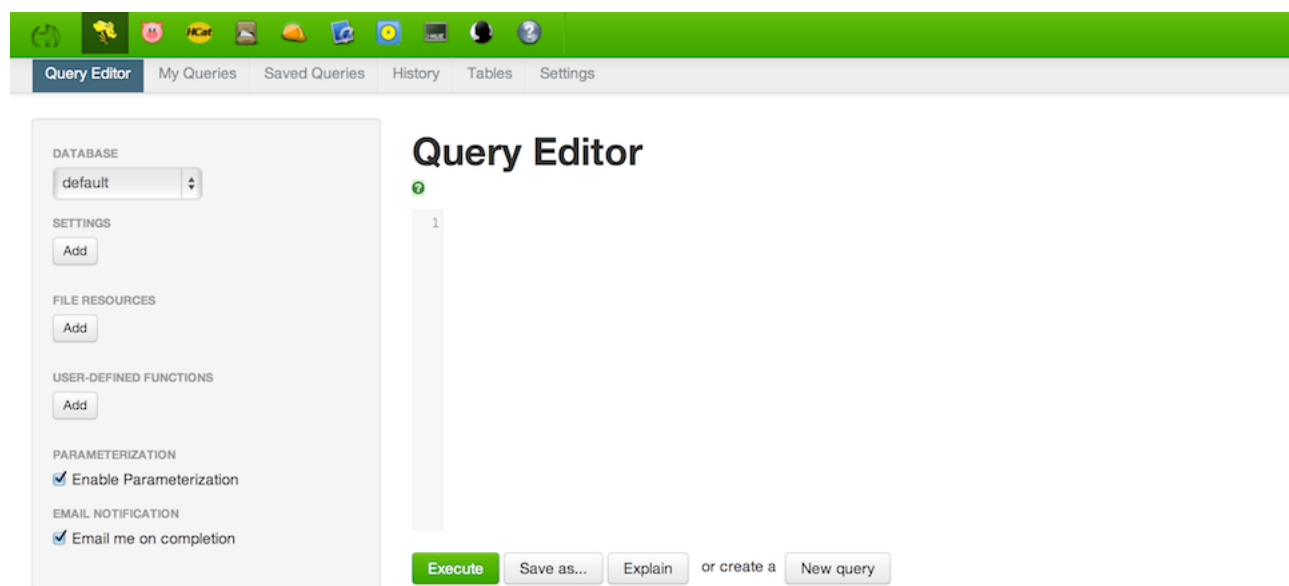 HCat
Query Editor My Queries Saved Queries History Tables Settings
DATABASE
default
SETTINGS
Add
FILE RESOURCES
Add
USER-DEFINED FUNCTIONS
Add
PARAMETERIZATION
Enable Parameterization
EMAIL NOTIFICATION
Email me on completion
Query Editor
?
1
Execute Save as... Explain or create a New query